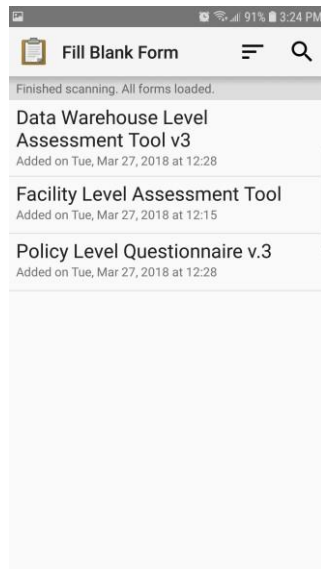 91% 3:24 PM
Fill Blank Form
Finished scanning. All forms loaded.
Data Warehouse Level
Assessment Tool v3
Added on Tue, Mar 27, 2018 at 12:28
Facility Level Assessment Tool
Added on Tue, Mar 27, 2018 at 12:15
Policy Level Questionnaire v.3
Added on Tue, Mar 27, 2018 at 12:28